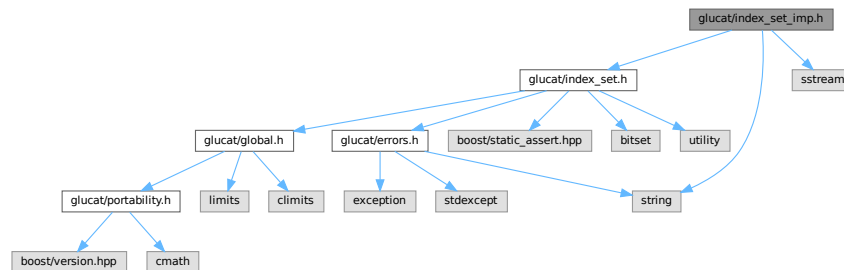 glucat/index_set_imp.h
glucat/index_set.h
sstream
glucat/global.h
glucat/errors.h
boost/static_assert.hpp
bitset
utility
glucat/portability.h
limits
climits
exception
stdexcept
string
boost/version.hpp
cmath